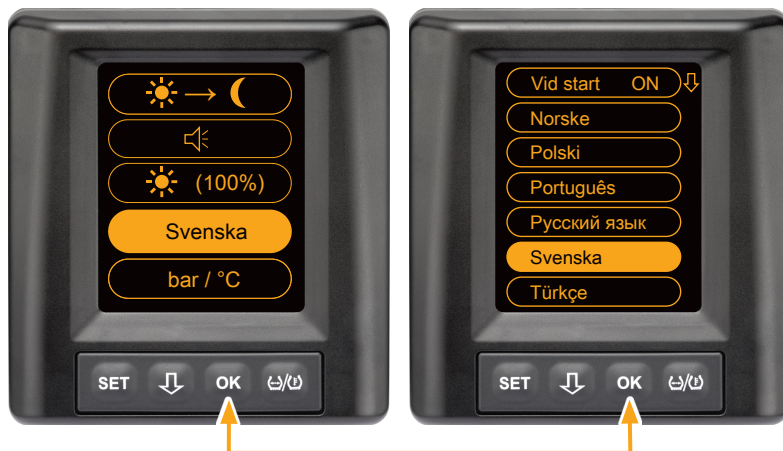 (100%)
Svenska
bar / °C
SET OK
Vid start ON
Norske
Polski
Português
Русский язык
Svenska
Türkçe
SET OK